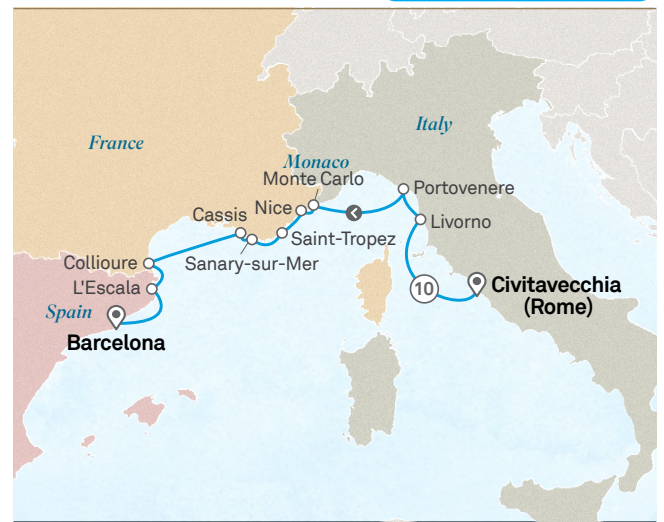 Italy
France
Monaco
Monte Carlo
Portovenere
Nice
Cassis
Livorno
Saint-Tropez
Collioure
Sanary-sur-Mer
L'Escala
10
Civitavecchia
(Rome)
Spain
Barcelona